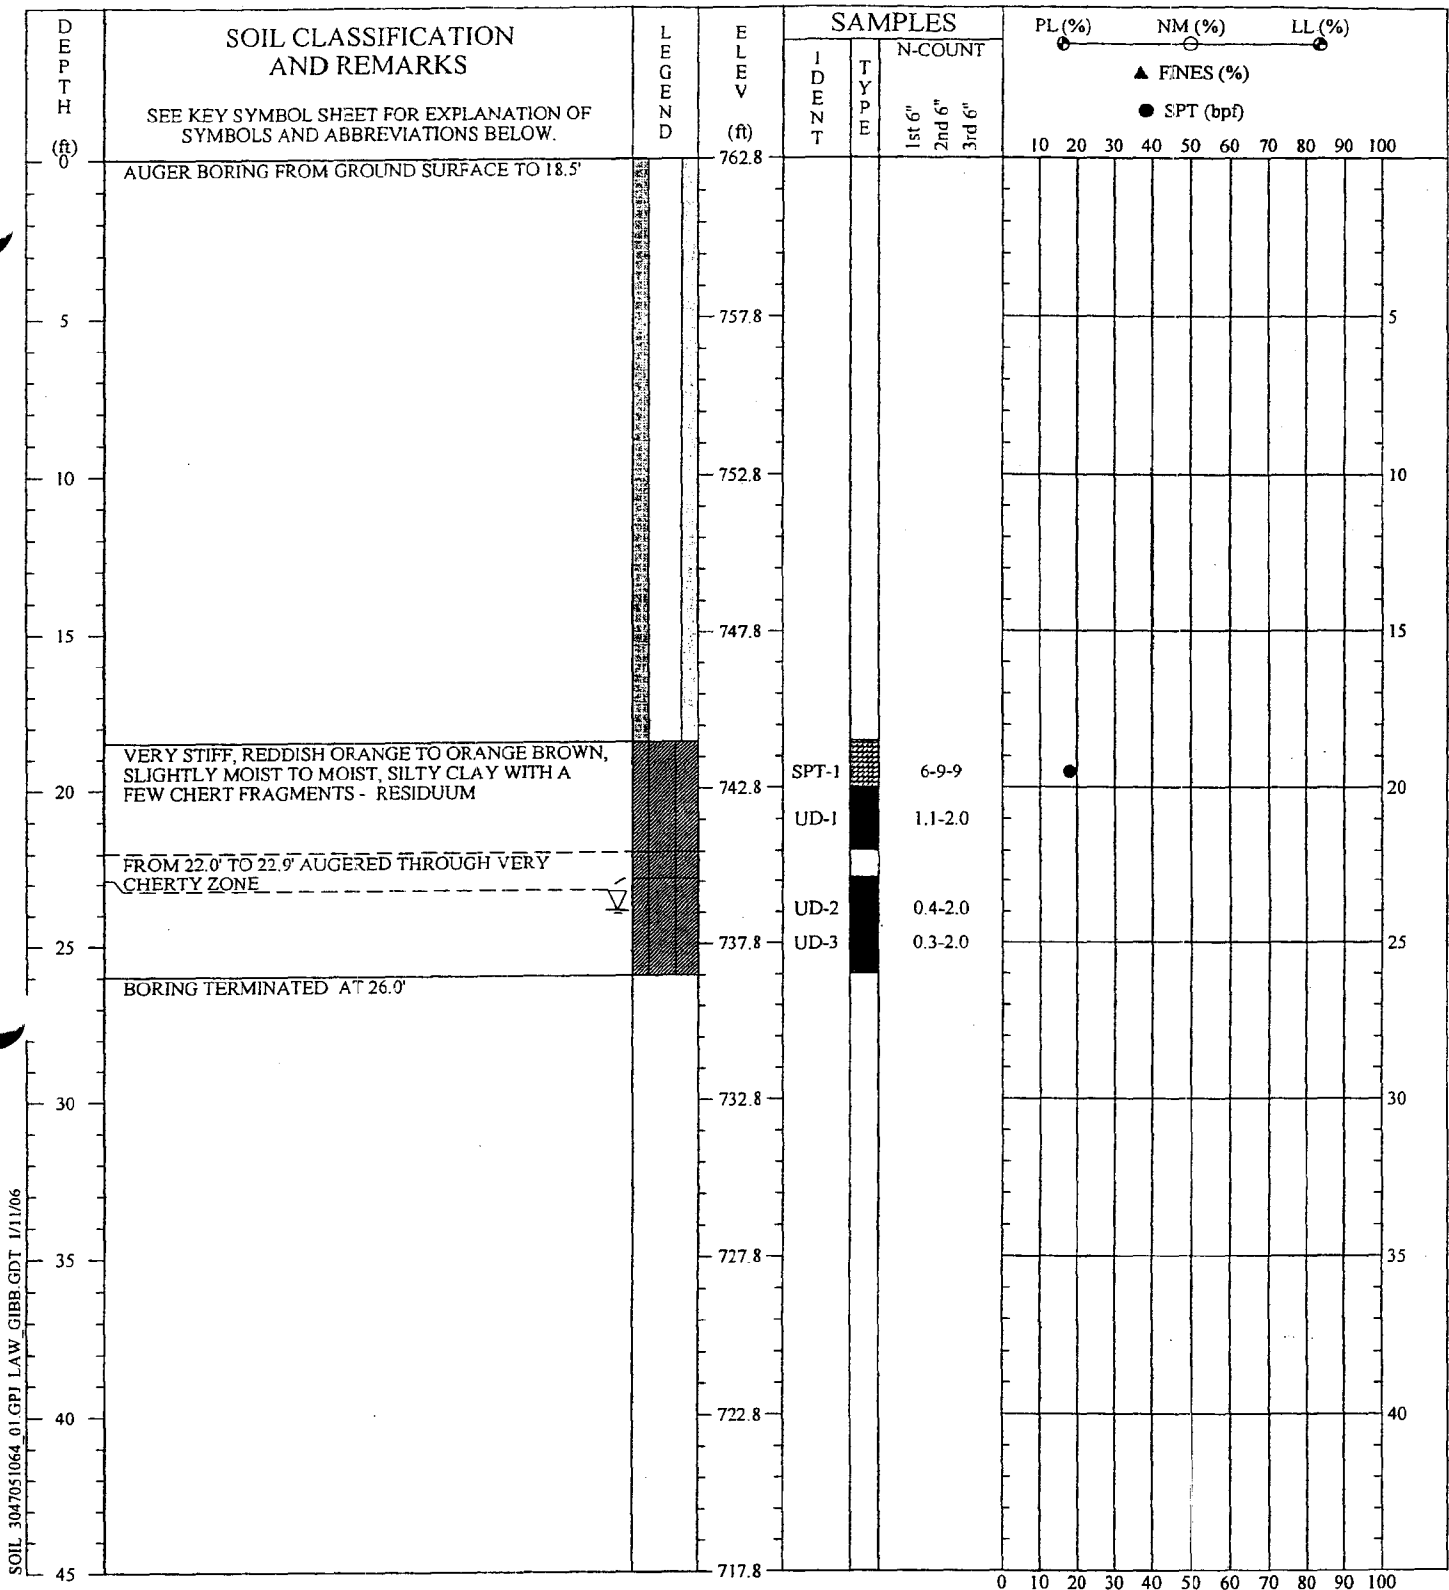 DEPTH
(ft)
SOIL CLASSIFICATION
AND REMARKS
SEE KEY SYMBOL SHEET FOR EXPLANATION OF
SYMBOLS AND ABBREVIATIONS BELOW.
LEGEND
ELEV
(ft)
SAMPLES
IDENT
TYPE
N-COUNT
1st 6"
2nd 6"
3rd 6"
PL (%) NM (%) LL (%)
▲ FINES (%)
● SPT (bpf)
10 20 30 40 50 60 70 80 90 100
0
AUGER BORING FROM GROUND SURFACE TO 18.5'
762.8
5
757.8
5
10
752.8
10
15
747.8
15
VERY STIFF, REDDISH ORANGE TO ORANGE BROWN,
SLIGHTLY MOIST TO MOIST, SILTY CLAY WITH A
FEW CHERT FRAGMENTS - RESIDUUM
SPT-1 6-9-9
20
742.8
20
UD-1 1.1-2.0
FROM 22.0' TO 22.9' AUGERED THROUGH VERY
CHERTY ZONE
UD-2 0.4-2.0
25
737.8
UD-3 0.3-2.0
25
BORING TERMINATED AT 26.0'
30
732.8
30
35
727.8
35
40
722.8
40
45
717.8
0 10 20 30 40 50 60 70 80 90 100
SOIL 3047051064_01.GPJ LAW_GIBB.GDT 1/11/06